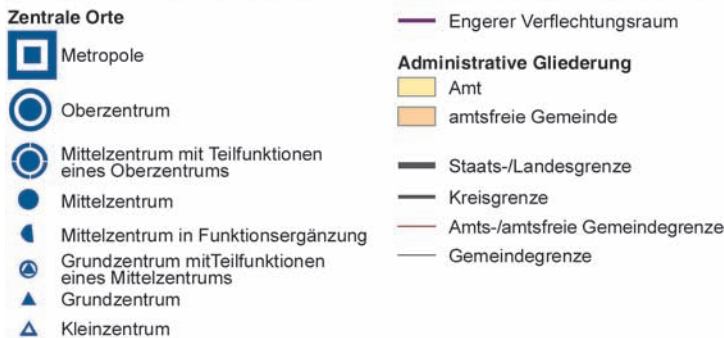 Zentrale Orte
Metropole
Oberzentrum
Mittelzentrum mit Teilfunktionen
eines Oberzentrums
Mittelzentrum
Mittelzentrum in Funktionsergänzung
Grundzentrum mitTeilfunktionen
eines Mittelzentrums
Grundzentrum
Kleinzentrum
Engerer Verflechtungsraum
Administrative Gliederung
Amt
amtsfreie Gemeinde
Staats-/Landesgrenze
Kreisgrenze
Amts-/amtsfreie Gemeindegrenze
Gemeindegrenze